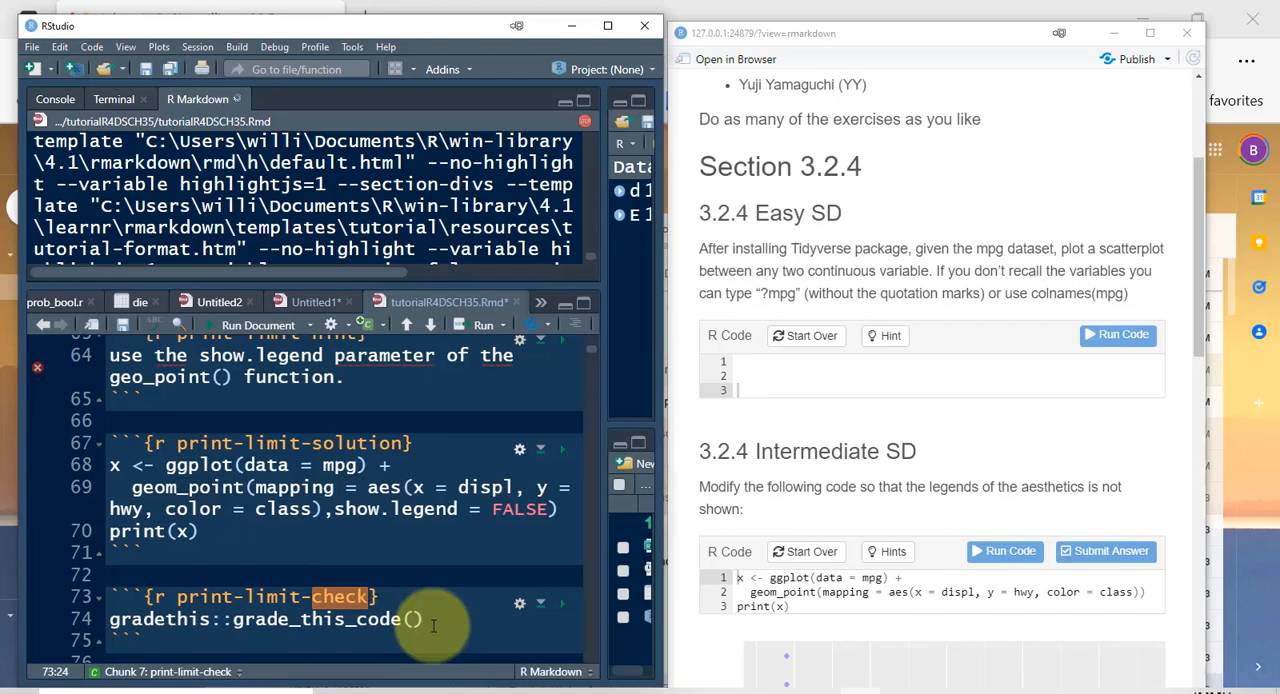 RStudio
File Edit Code View Plots Session Build Debug Profile Tools Help
Go to file/function
Addins
Project: (None)
Console Terminal R Markdown
.../tutorialR4DSCH35/tutorialR4DSCH35.Rmd
template "C:\Users\willi\Documents\R\win-library
\4.1\rmarkdown\rmd\h\default.html" --no-highligh
t --variable highlightjs=1 --section-divs --temp
late "C:\Users\willi\Documents\R\win-library\4.1
\learnr\rmarkdown\templates\tutorial\resources\t
utorial-format.htm" --no-highlight --variable hi
R
Data
d 1
E 1
prob_bool.r die Untitled2 Untitled1* tutorialR4DSCH35.Rmd*
Run Document Run
New
64 use the show.legend parameter of the
geo_point() function.
65 ```
66
67 ```{r print-limit-solution}
68 x <- ggplot(data = mpg) +
69 geom_point(mapping = aes(x = displ, y =
hwy, color = class),show.legend = FALSE)
70 print(x)
71 ```
72
73 ```{r print-limit-check}
74 gradethis::grade_this_code()
75 ```
73:24 Chunk 7: print-limit-check R Markdown
127.0.0.1:24879/?view=rmarkdown
Open in Browser
Publish
Yuji Yamaguchi (YY)
Do as many of the exercises as you like
Section 3.2.4
3.2.4 Easy SD
After installing Tidyverse package, given the mpg dataset, plot a scatterplot
between any two continuous variable. If you don't recall the variables you
can type "?mpg" (without the quotation marks) or use colnames(mpg)
R Code Start Over Hint Run Code
1
2
3
3.2.4 Intermediate SD
Modify the following code so that the legends of the aesthetics is not
shown:
R Code Start Over Hints Run Code Submit Answer
1 x <- ggplot(data = mpg) +
2 geom_point(mapping = aes(x = displ, y = hwy, color = class))
3 print(x)
favorites
B